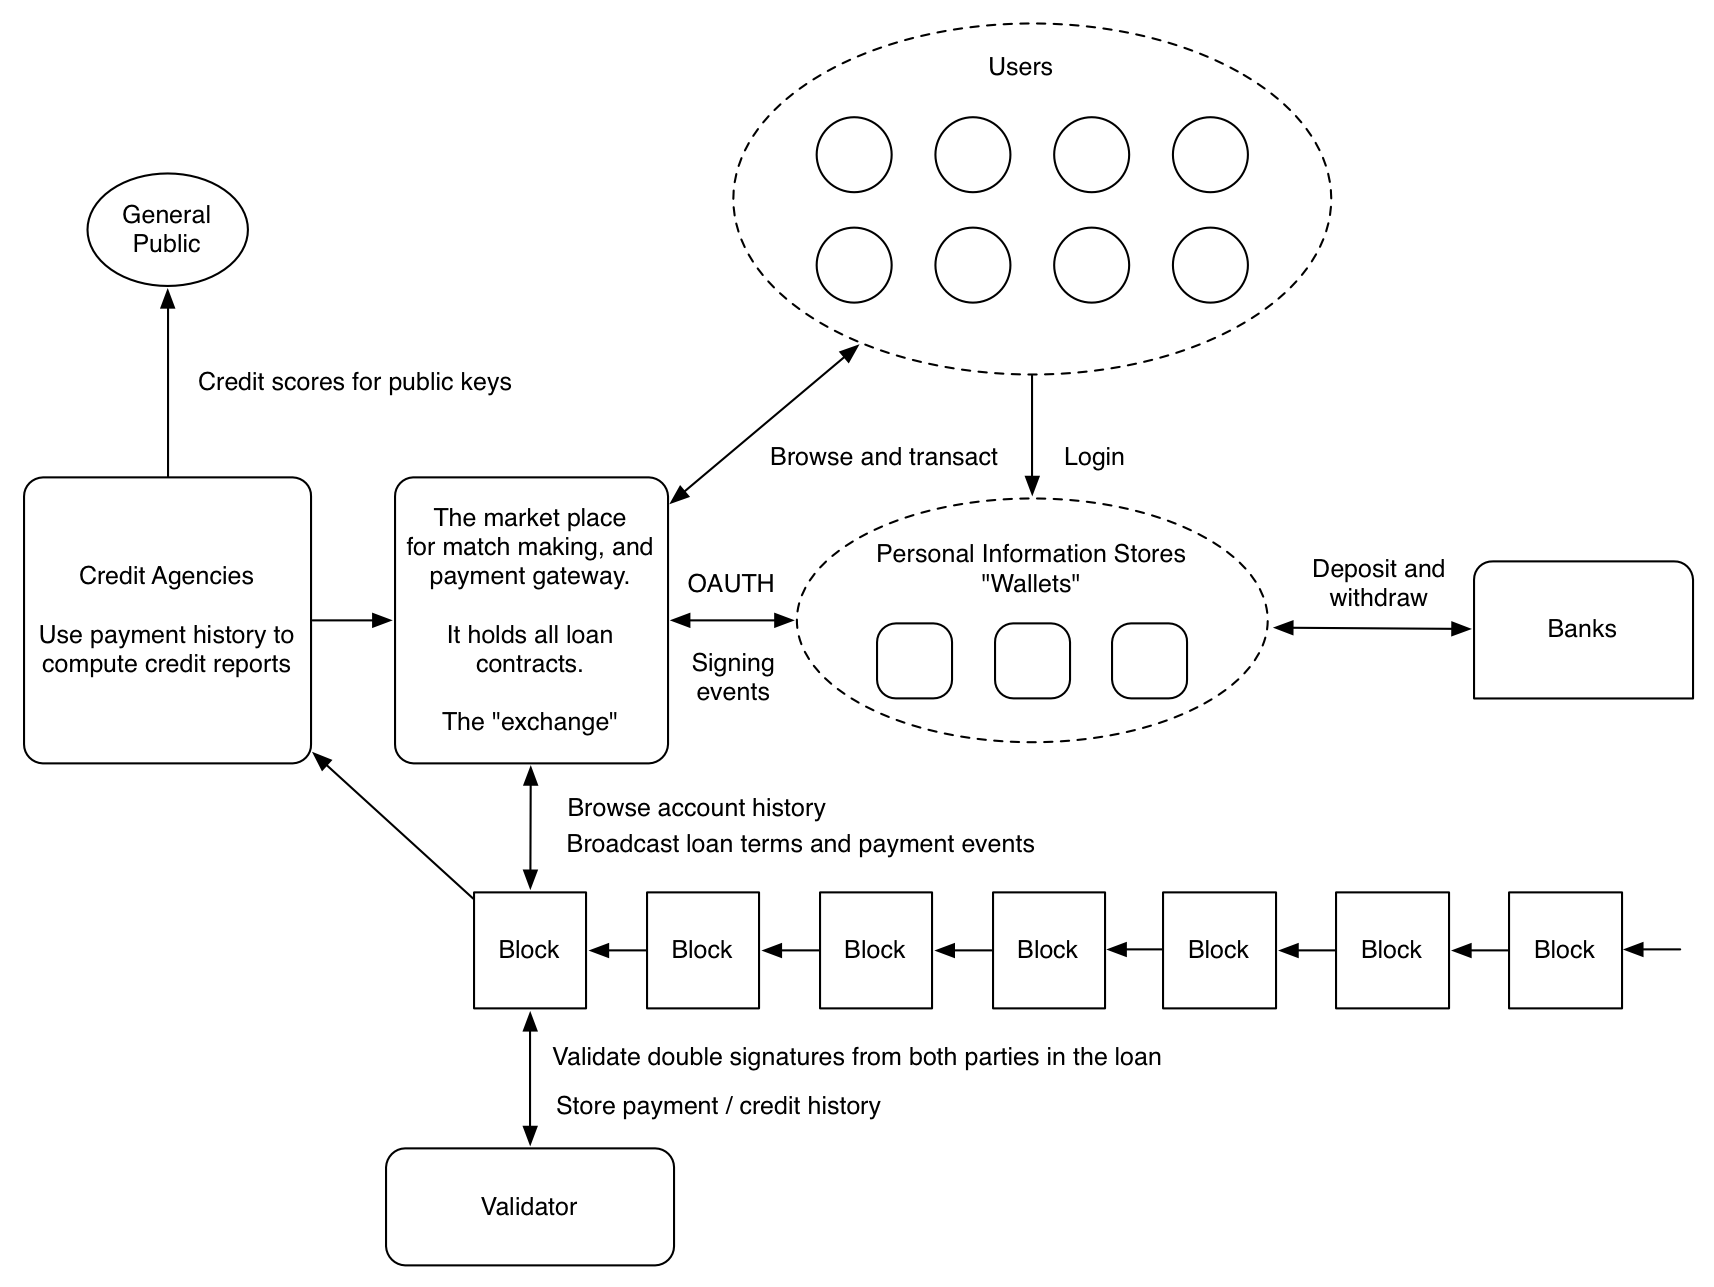 Users
General
Public
Credit scores for public keys
Browse and transact
Login
Credit Agencies
Use payment history to
compute credit reports
The market place
for match making, and
payment gateway.
It holds all loan
contracts.
The "exchange"
OAUTH
Signing
events
Personal Information Stores
"Wallets"
Deposit and
withdraw
Banks
Browse account history
Broadcast loan terms and payment events
Block
Block
Block
Block
Block
Block
Block
Validate double signatures from both parties in the loan
Store payment / credit history
Validator